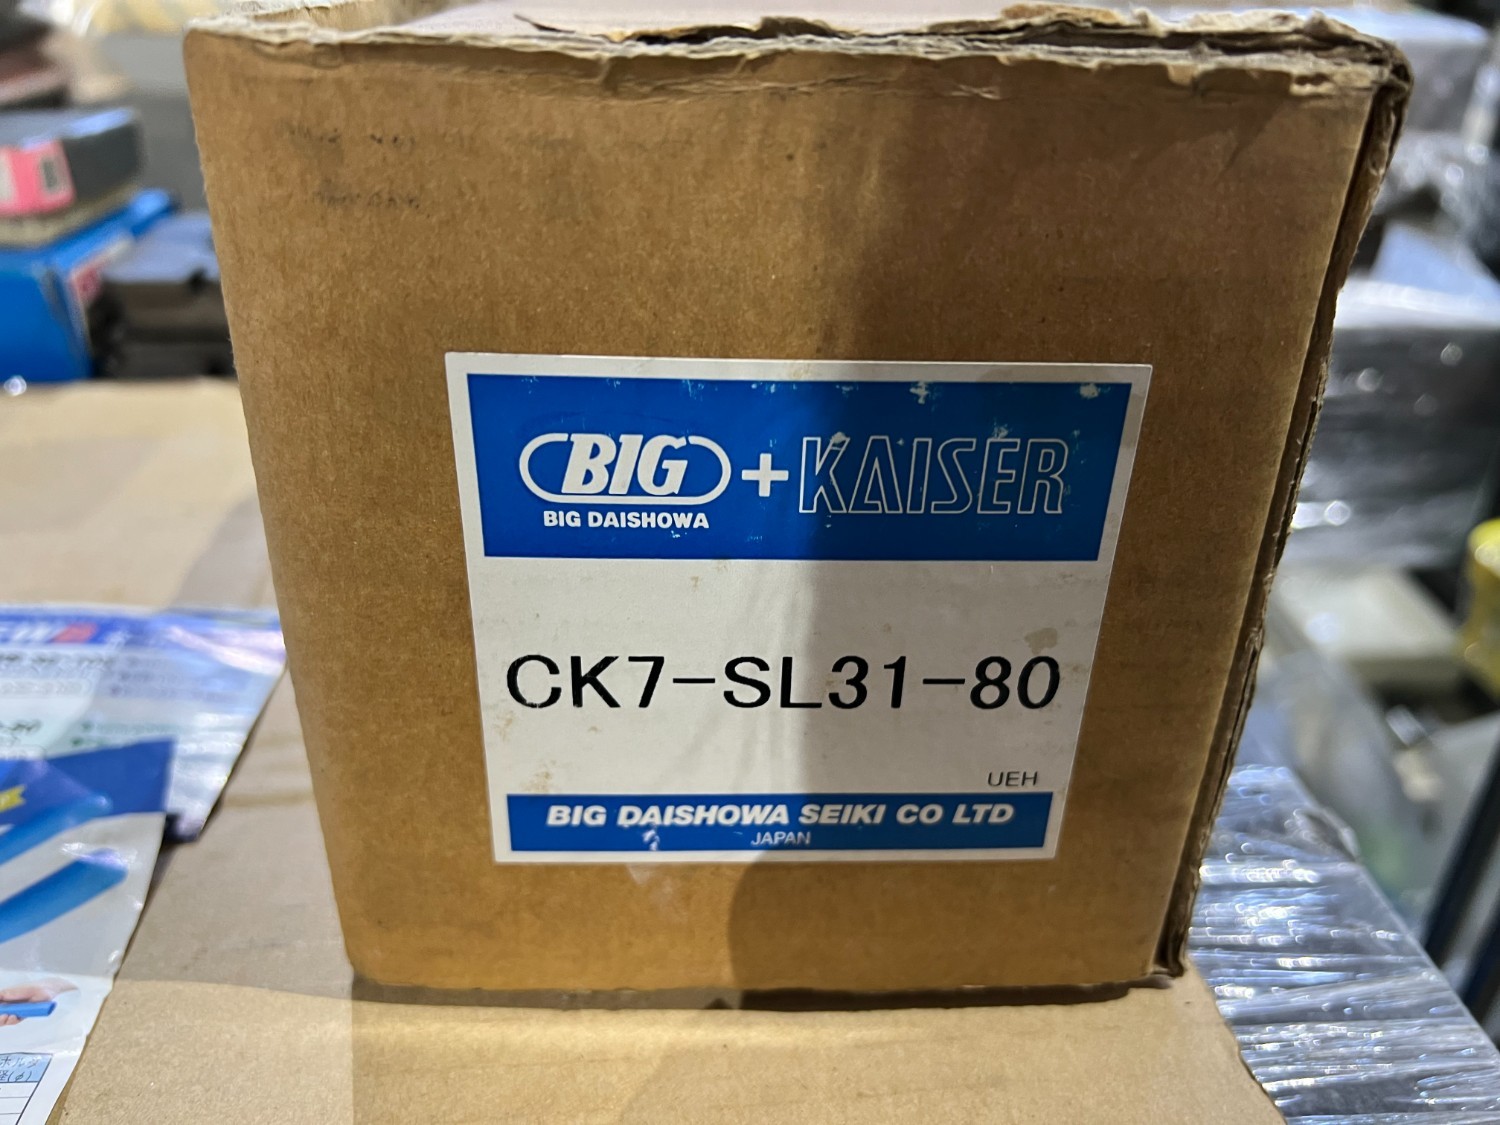 BIG+KAISER
BIG DAISHOWA
CK7-SL31-80
UEH
BIG DAISHOWA SEIKI CO LTD
JAPAN